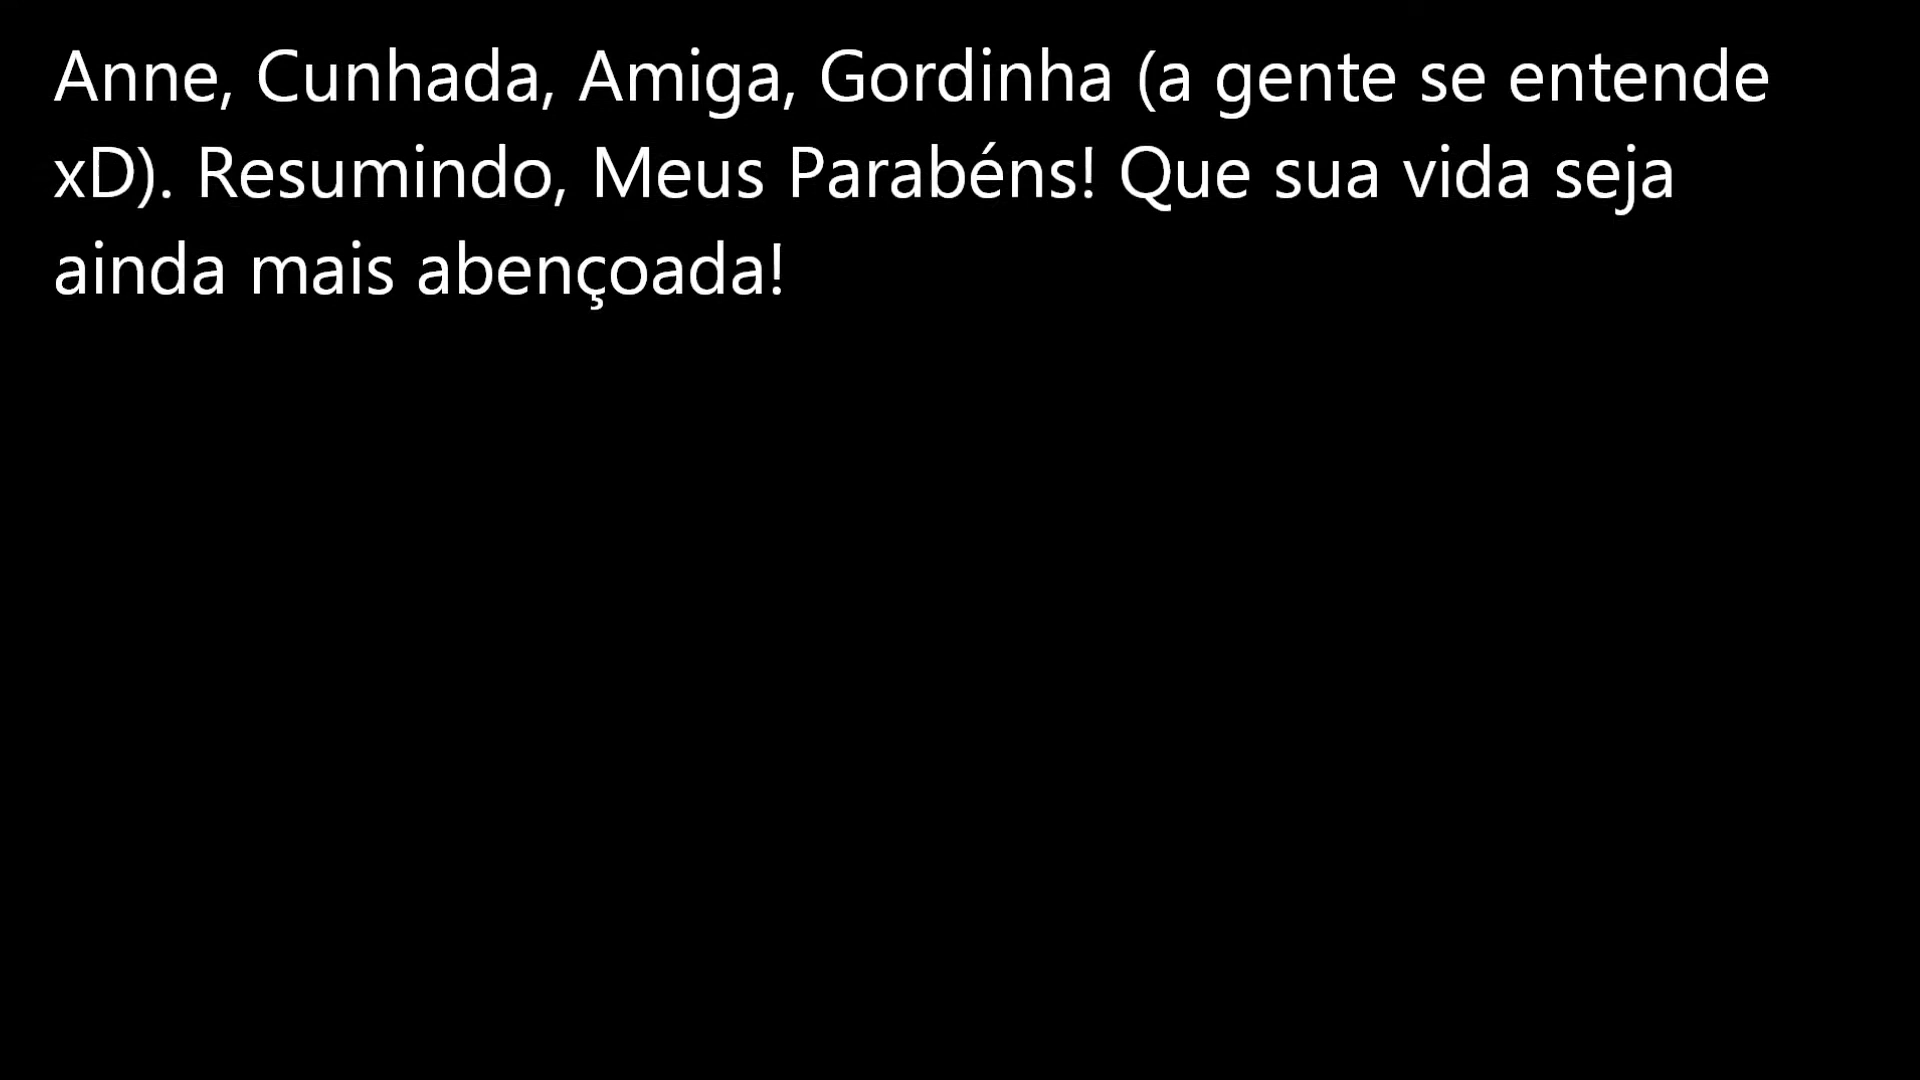 Anne, Cunhada, Amiga, Gordinha (a gente se entende
xD). Resumindo, Meus Parabéns! Que sua vida seja
ainda mais abençoada!